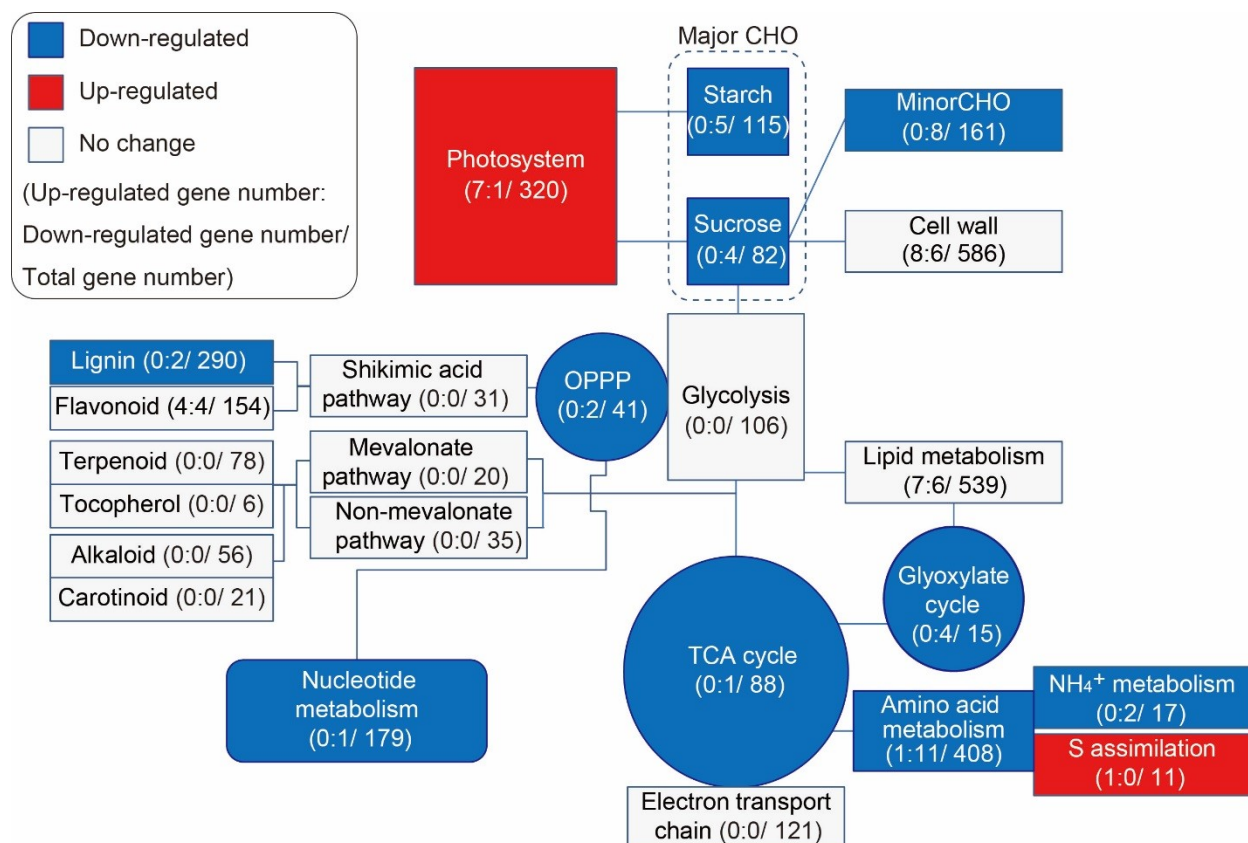 Down-regulated
Up-regulated
No change
(Up-regulated gene number:
Down-regulated gene number/
Total gene number)
Major CHO
Photosystem
(7:1/ 320)
Starch
(0:5/ 115)
Sucrose
(0:4/ 82)
MinorCHO
(0:8/ 161)
Cell wall
(8:6/ 586)
Lignin (0:2/ 290)
Flavonoid (4:4/ 154)
Shikimic acid
pathway (0:0/ 31)
OPPP
(0:2/ 41)
Glycolysis
(0:0/ 106)
Terpenoid (0:0/ 78)
Tocopherol (0:0/ 6)
Alkaloid (0:0/ 56)
Carotinoid (0:0/ 21)
Mevalonate
pathway (0:0/ 20)
Non-mevalonate
pathway (0:0/ 35)
Lipid metabolism
(7:6/ 539)
Glyoxylate
cycle
(0:4/ 15)
TCA cycle
(0:1/ 88)
Nucleotide
metabolism
(0:1/ 179)
Amino acid
metabolism
(1:11/ 408)
NH₄⁺ metabolism
(0:2/ 17)
S assimilation
(1:0/ 11)
Electron transport
chain (0:0/ 121)